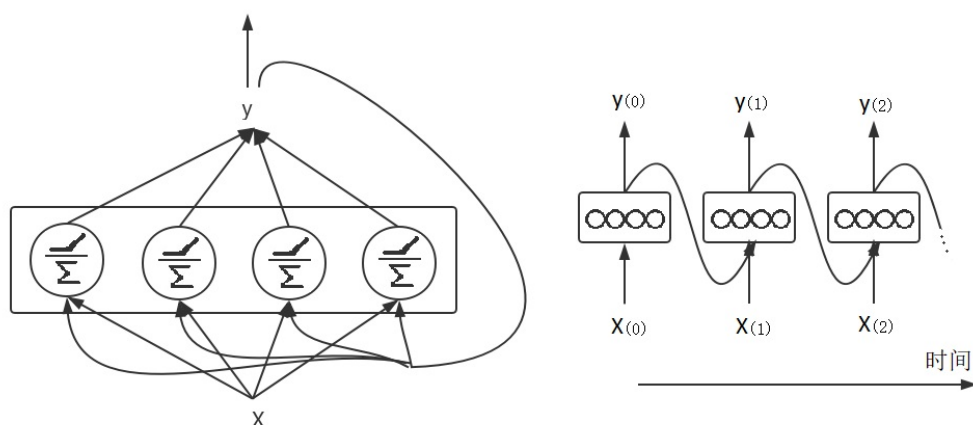 y
Σ Σ Σ Σ
X
y(0) y(1) y(2)
X(0) X(1) X(2)
时间